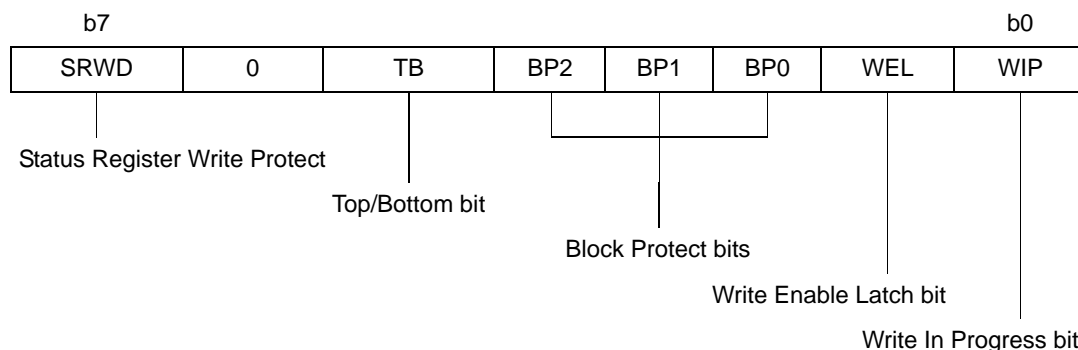 b7 b0
SRWD 0 TB BP2 BP1 BP0 WEL WIP
Status Register Write Protect
Top/Bottom bit
Block Protect bits
Write Enable Latch bit
Write In Progress bit